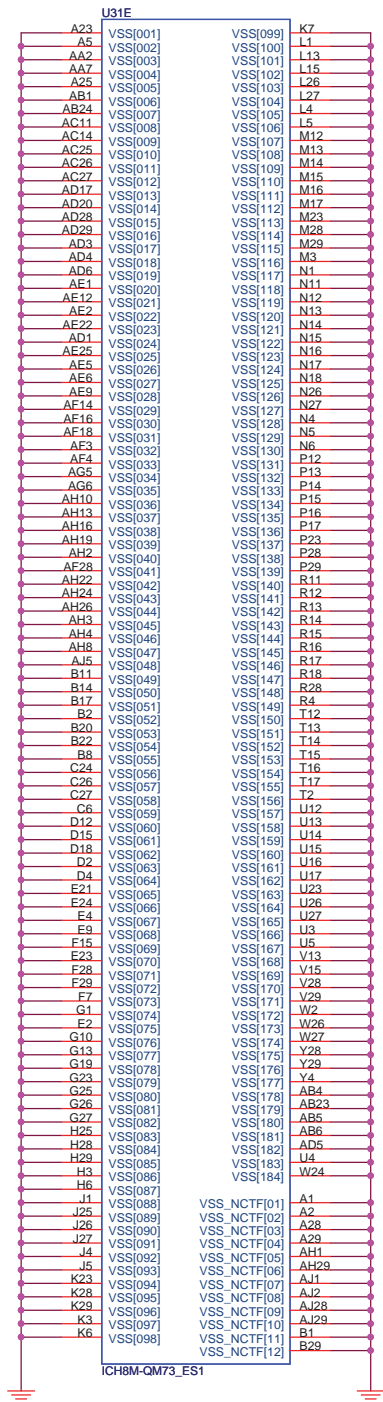 U31E
A23 VSS[001] VSS[099] K7
A5 VSS[002] VSS[100] L1
AA2 VSS[003] VSS[101] L13
AA7 VSS[004] VSS[102] L15
A25 VSS[005] VSS[103] L26
AB1 VSS[006] VSS[104] L27
AB24 VSS[007] VSS[105] L4
AC11 VSS[008] VSS[106] L5
AC14 VSS[009] VSS[107] M12
AC25 VSS[010] VSS[108] M13
AC26 VSS[011] VSS[109] M14
AC27 VSS[012] VSS[110] M15
AD17 VSS[013] VSS[111] M16
AD20 VSS[014] VSS[112] M17
AD28 VSS[015] VSS[113] M23
AD29 VSS[016] VSS[114] M28
AD3 VSS[017] VSS[115] M29
AD4 VSS[018] VSS[116] M3
AD6 VSS[019] VSS[117] N1
AE1 VSS[020] VSS[118] N11
AE12 VSS[021] VSS[119] N12
AE2 VSS[022] VSS[120] N13
AE22 VSS[023] VSS[121] N14
AD1 VSS[024] VSS[122] N15
AE25 VSS[025] VSS[123] N16
AE5 VSS[026] VSS[124] N17
AE6 VSS[027] VSS[125] N18
AE9 VSS[028] VSS[126] N26
AF14 VSS[029] VSS[127] N27
AF16 VSS[030] VSS[128] N4
AF18 VSS[031] VSS[129] N5
AF3 VSS[032] VSS[130] N6
AF4 VSS[033] VSS[131] P12
AG5 VSS[034] VSS[132] P13
AG6 VSS[035] VSS[133] P14
AH10 VSS[036] VSS[134] P15
AH13 VSS[037] VSS[135] P16
AH16 VSS[038] VSS[136] P17
AH19 VSS[039] VSS[137] P23
AH2 VSS[040] VSS[138] P28
AF28 VSS[041] VSS[139] P29
AH22 VSS[042] VSS[140] R11
AH24 VSS[043] VSS[141] R12
AH26 VSS[044] VSS[142] R13
AH3 VSS[045] VSS[143] R14
AH4 VSS[046] VSS[144] R15
AH8 VSS[047] VSS[145] R16
AJ5 VSS[048] VSS[146] R17
B11 VSS[049] VSS[147] R18
B14 VSS[050] VSS[148] R28
B17 VSS[051] VSS[149] R4
B2 VSS[052] VSS[150] T12
B20 VSS[053] VSS[151] T13
B22 VSS[054] VSS[152] T14
B8 VSS[055] VSS[153] T15
C24 VSS[056] VSS[154] T16
C26 VSS[057] VSS[155] T17
C27 VSS[058] VSS[156] T2
C6 VSS[059] VSS[157] U12
D12 VSS[060] VSS[158] U13
D15 VSS[061] VSS[159] U14
D18 VSS[062] VSS[160] U15
D2 VSS[063] VSS[161] U16
D4 VSS[064] VSS[162] U17
E21 VSS[065] VSS[163] U23
E24 VSS[066] VSS[164] U26
E4 VSS[067] VSS[165] U27
E9 VSS[068] VSS[166] U3
F15 VSS[069] VSS[167] U5
E23 VSS[070] VSS[168] V13
F28 VSS[071] VSS[169] V15
F29 VSS[072] VSS[170] V28
F7 VSS[073] VSS[171] V29
G1 VSS[074] VSS[172] W2
E2 VSS[075] VSS[173] W26
G10 VSS[076] VSS[174] W27
G13 VSS[077] VSS[175] Y28
G19 VSS[078] VSS[176] Y29
G23 VSS[079] VSS[177] Y4
G25 VSS[080] VSS[178] AB4
G26 VSS[081] VSS[179] AB23
G27 VSS[082] VSS[180] AB5
H25 VSS[083] VSS[181] AB6
H28 VSS[084] VSS[182] AD5
H29 VSS[085] VSS[183] U4
H3 VSS[086] VSS[184] W24
H6 VSS[087]
J1 VSS[088] VSS_NCTF[01] A1
J25 VSS[089] VSS_NCTF[02] A2
J26 VSS[090] VSS_NCTF[03] A28
J27 VSS[091] VSS_NCTF[04] A29
J4 VSS[092] VSS_NCTF[05] AH1
J5 VSS[093] VSS_NCTF[06] AH29
K23 VSS[094] VSS_NCTF[07] AJ1
K28 VSS[095] VSS_NCTF[08] AJ2
K29 VSS[096] VSS_NCTF[09] AJ28
K3 VSS[097] VSS_NCTF[10] AJ29
K6 VSS[098] VSS_NCTF[11] B1
VSS_NCTF[12] B29
ICH8M-QM73_ES1